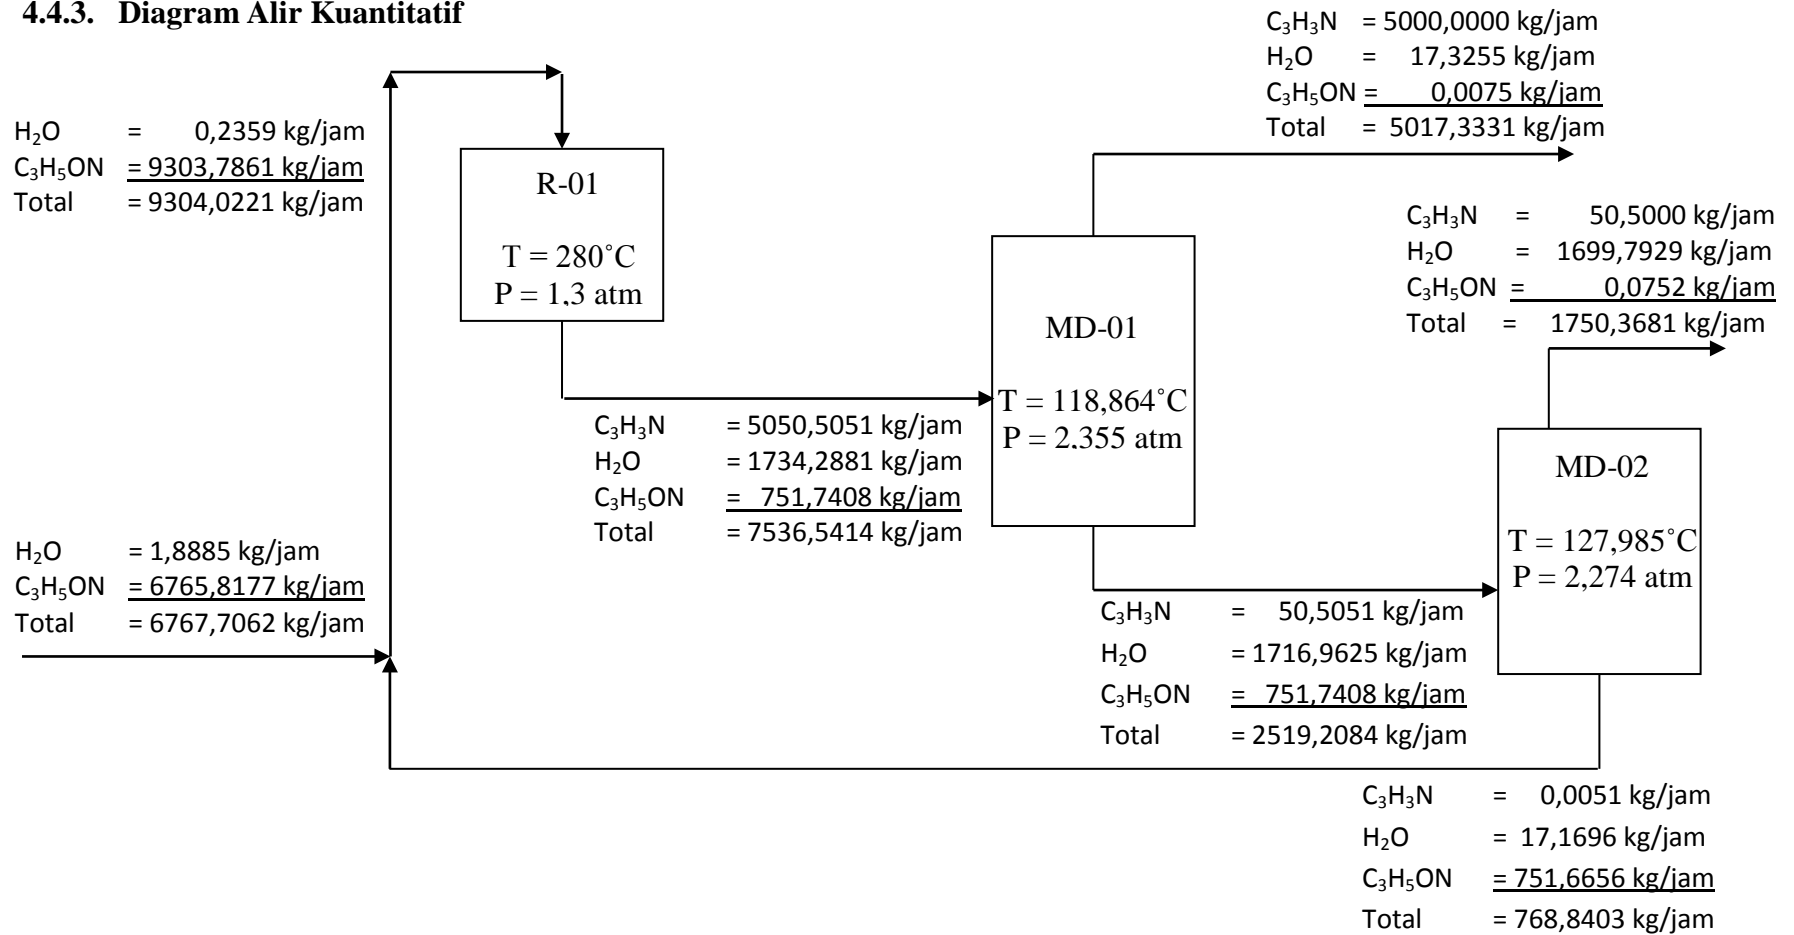 4.4.3. Diagram Alir Kuantitatif
C₃H₃N = 5000,0000 kg/jam
H₂O = 17,3255 kg/jam
C₃H₅ON = 0,0075 kg/jam
Total = 5017,3331 kg/jam
H₂O = 0,2359 kg/jam
C₃H₅ON = 9303,7861 kg/jam
Total = 9304,0221 kg/jam
R-01
T = 280˚C
P = 1,3 atm
C₃H₃N = 50,5000 kg/jam
H₂O = 1699,7929 kg/jam
C₃H₅ON = 0,0752 kg/jam
Total = 1750,3681 kg/jam
MD-01
T = 118,864˚C
P = 2,355 atm
C₃H₃N = 5050,5051 kg/jam
H₂O = 1734,2881 kg/jam
C₃H₅ON = 751,7408 kg/jam
Total = 7536,5414 kg/jam
MD-02
T = 127,985˚C
P = 2,274 atm
H₂O = 1,8885 kg/jam
C₃H₅ON = 6765,8177 kg/jam
Total = 6767,7062 kg/jam
C₃H₃N = 50,5051 kg/jam
H₂O = 1716,9625 kg/jam
C₃H₅ON = 751,7408 kg/jam
Total = 2519,2084 kg/jam
C₃H₃N = 0,0051 kg/jam
H₂O = 17,1696 kg/jam
C₃H₅ON = 751,6656 kg/jam
Total = 768,8403 kg/jam